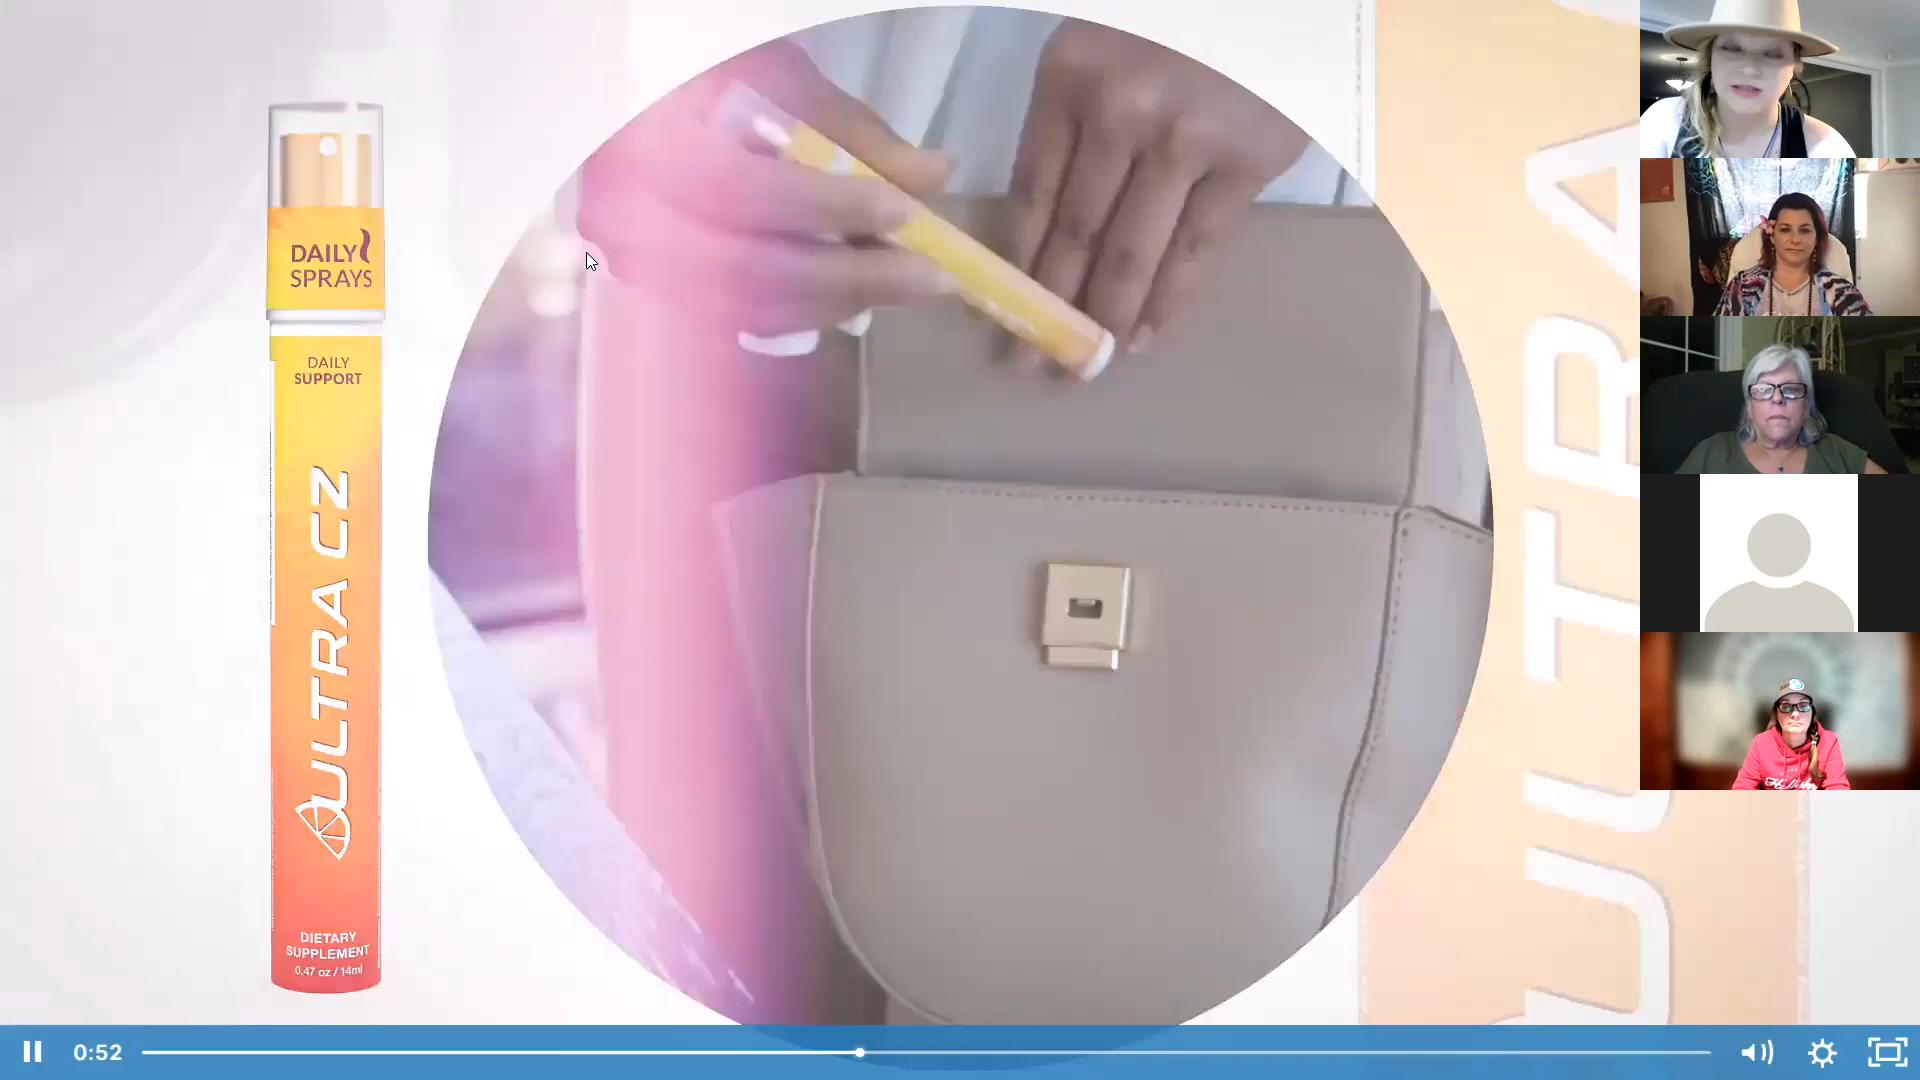 DAILY
SPRAYS
DAILY
SUPPORT
ULTRA CZ
DIETARY
SUPPLEMENT
0.47 oz / 14ml
ULTRA
0:52